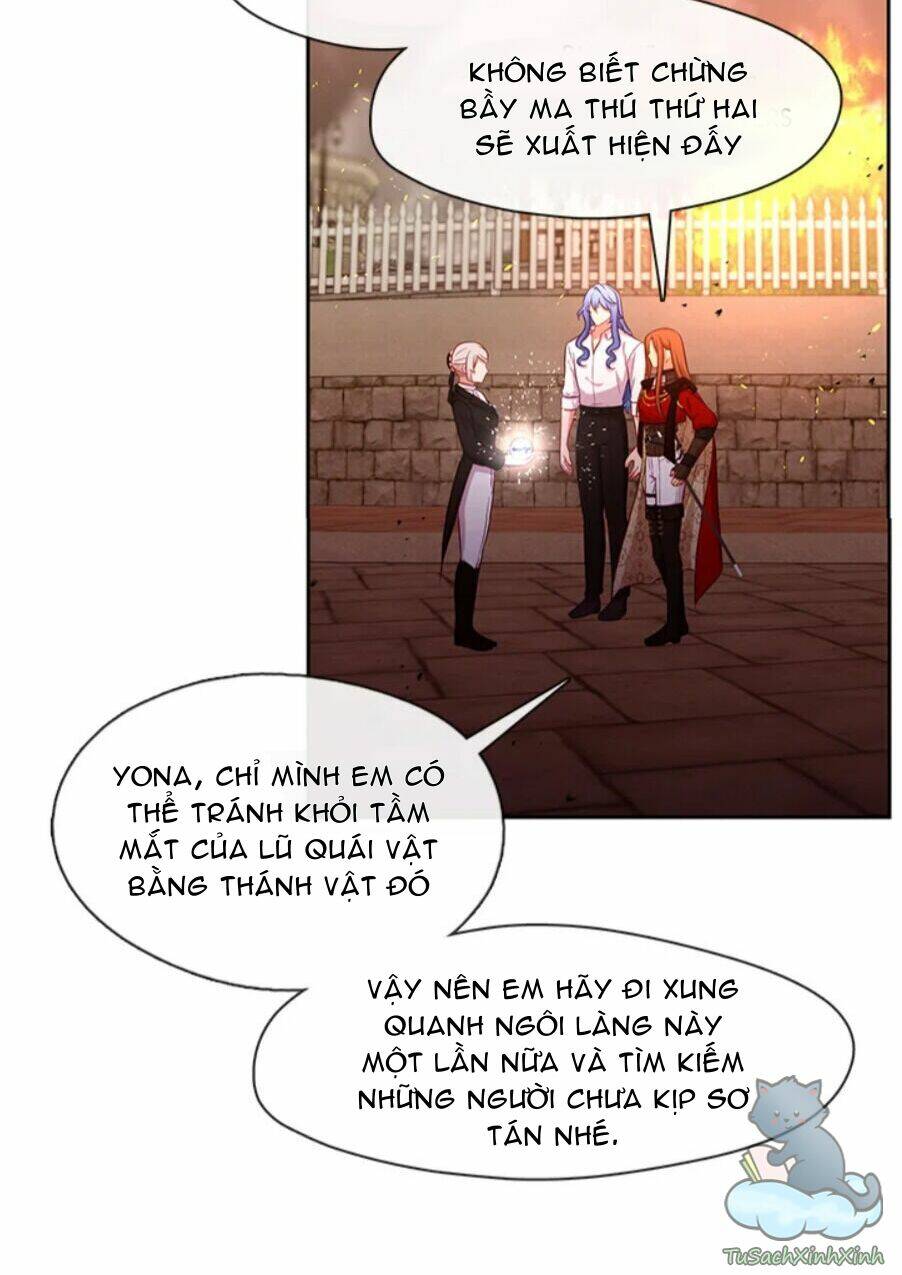 KHÔNG BIẾT CHỪNG
BẦY MA THÚ THỨ HAI
SẼ XUẤT HIỆN ĐẤY
YONA, CHỈ MÌNH EM CÓ
THỂ TRÁNH KHỎI TẦM
MẮT CỦA LŨ QUÁI VẬT
BẰNG THÁNH VẬT ĐÓ
VẬY NÊN EM HÃY ĐI XUNG
QUANH NGÔI LÀNG NÀY
MỘT LẦN NỮA VÀ TÌM KIẾM
NHỮNG NGƯỜI CHƯA KỊP SƠ
TÁN NHÉ.
TuSachXinhXinh